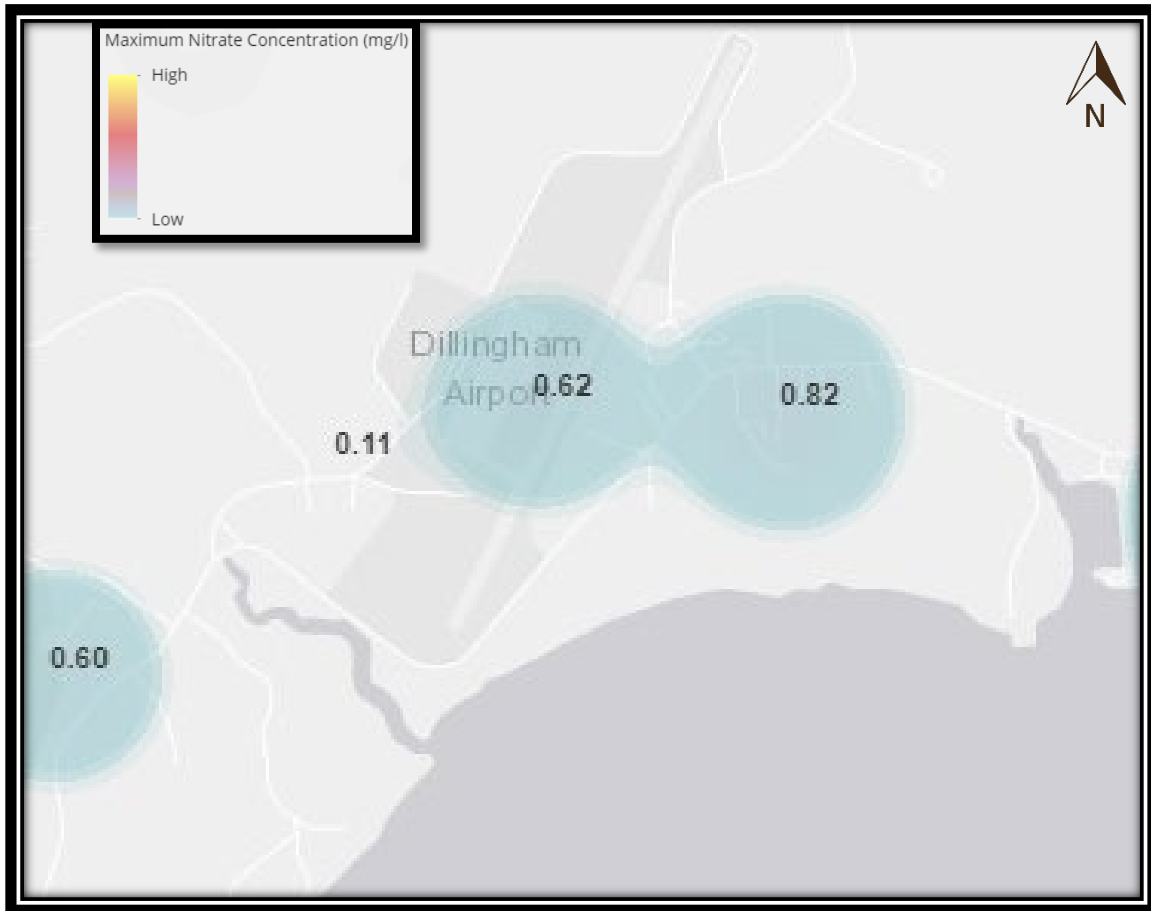 Maximum Nitrate Concentration (mg/l)
High
Low
N
Dillingham
Airport
0.62
0.82
0.11
0.60